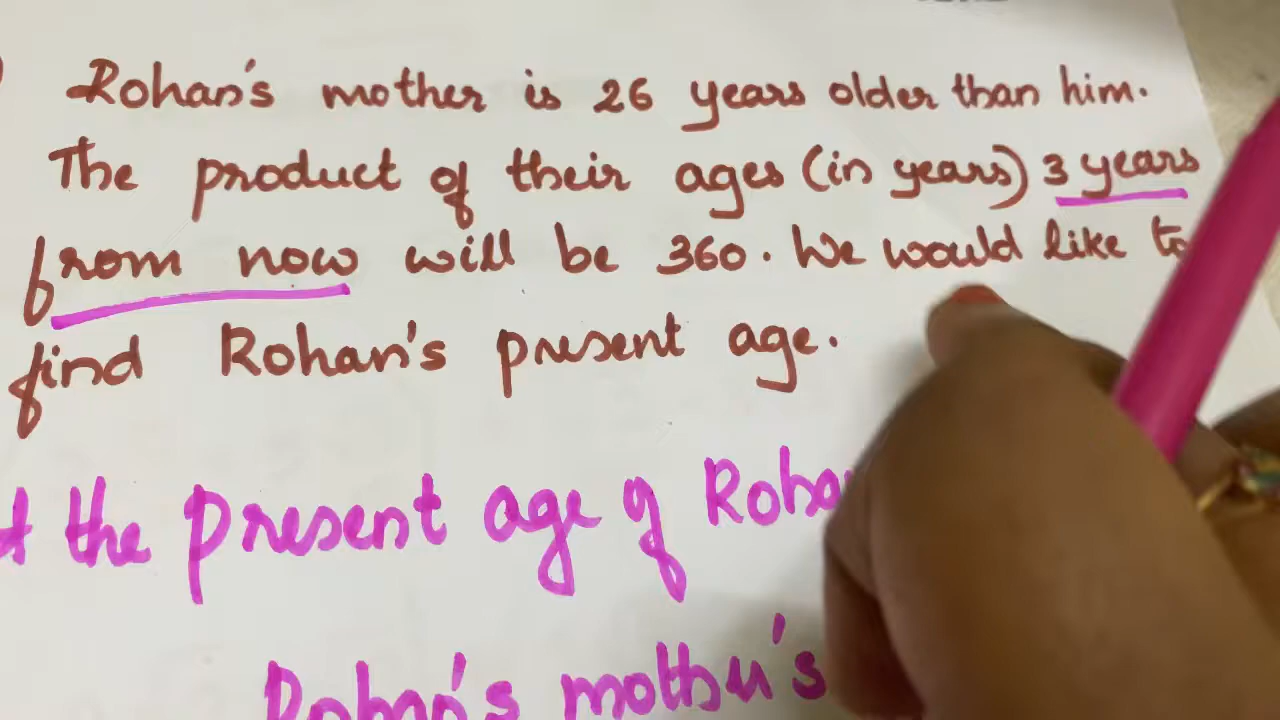 Rohan's mother is 26 years older than him.
The product of their ages (in years) 3 years
from now will be 360. We would like to
find Rohan's present age.
the present age of
Rohan's mother's